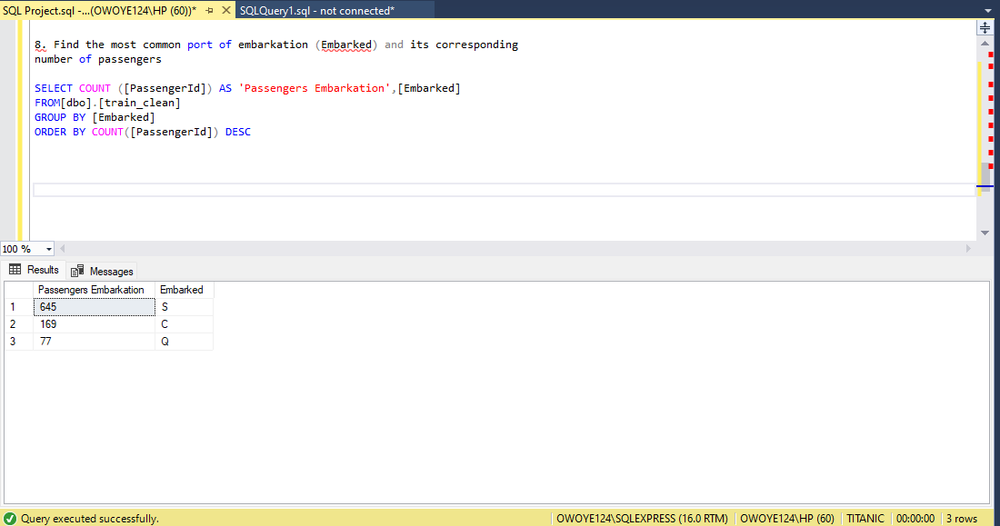 SQL Project.sql -...(OWOYE124\HP (60))* SQLQuery1.sql - not connected*
8. Find the most common port of embarkation (Embarked) and its corresponding
number of passengers
SELECT COUNT ([PassengerId]) AS 'Passengers Embarkation',[Embarked]
FROM[dbo].[train_clean]
GROUP BY [Embarked]
ORDER BY COUNT([PassengerId]) DESC
100 %
Results Messages
Passengers Embarkation Embarked
1 645 S
2 169 C
3 77 Q
Query executed successfully. OWOYE124\SQLEXPRESS (16.0 RTM) OWOYE124\HP (60) TITANIC 00:00:00 3 rows